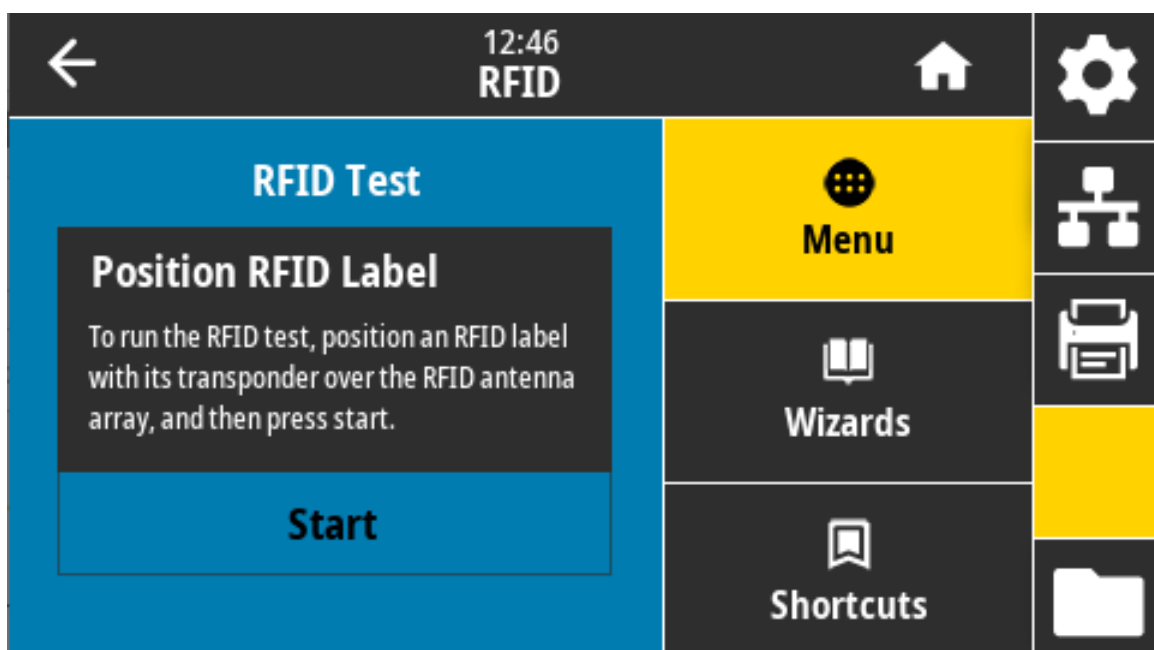 12:46
RFID
RFID Test
Position RFID Label
To run the RFID test, position an RFID label
with its transponder over the RFID antenna
array, and then press start.
Start
Menu
Wizards
Shortcuts